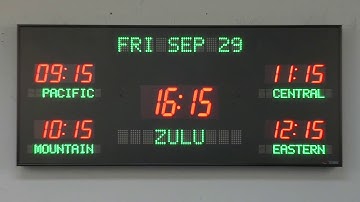 FRI SEP 29
09:15
PACIFIC
11:15
CENTRAL
16:15
ZULU
10:15
MOUNTAIN
12:15
EASTERN